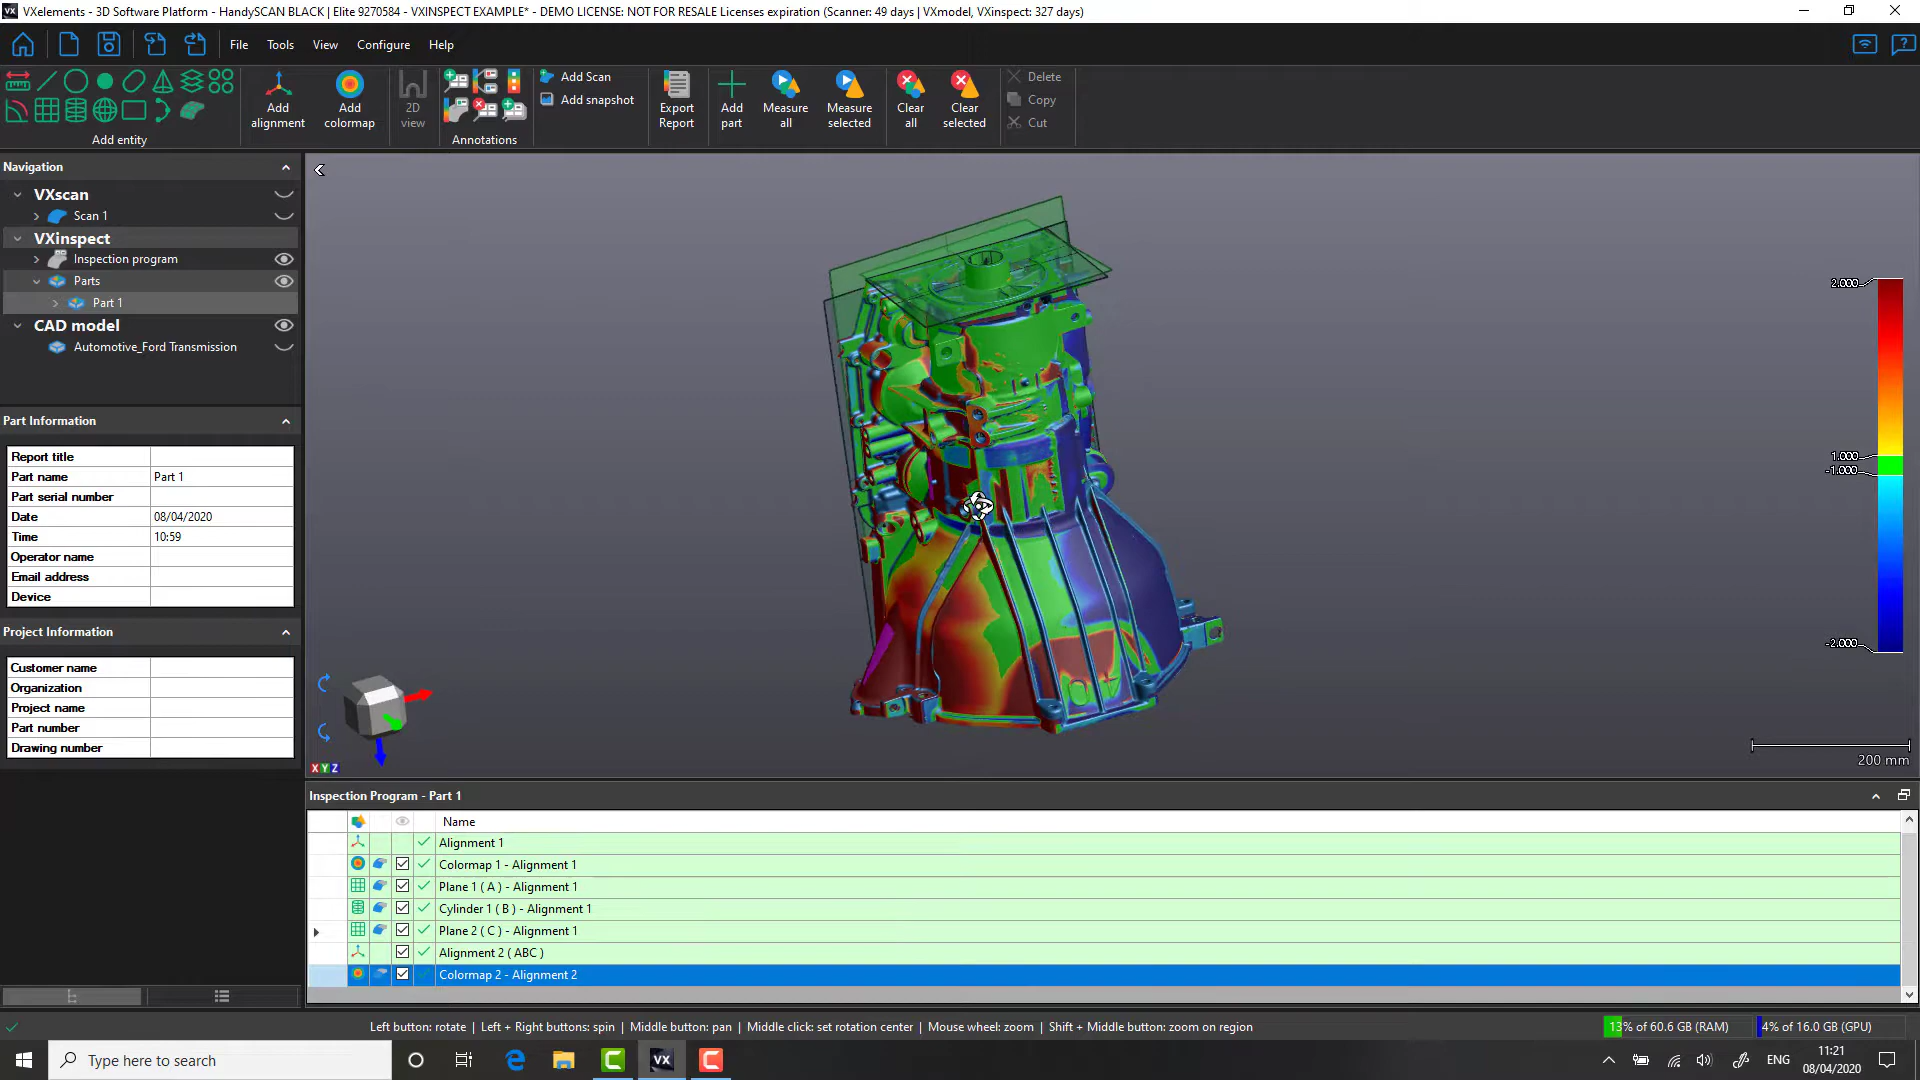 VXelements - 3D Software Platform - HandySCAN BLACK | Elite 9270584 - VXINSPECT EXAMPLE* - DEMO LICENSE: NOT FOR RESALE Licenses expiration (Scanner: 49 days | VXmodel, VXinspect: 327 days)
File
Tools
View
Configure
Help
Add entity
Add alignment
Add colormap
2D view
Annotations
Add Scan
Add snapshot
Export Report
Add part
Measure all
Measure selected
Clear all
Clear selected
Delete
Copy
Cut
Navigation
VXscan
Scan 1
VXinspect
Inspection program
Parts
Part 1
CAD model
Automotive_Ford Transmission
Part Information
Report title
Part name Part 1
Part serial number
Date 08/04/2020
Time 10:59
Operator name
Email address
Device
Project Information
Customer name
Organization
Project name
Part number
Drawing number
2.000
1.000
-1.000
-2.000
200 mm
X Y Z
Inspection Program - Part 1
Name
Alignment 1
Colormap 1 - Alignment 1
Plane 1 ( A ) - Alignment 1
Cylinder 1 ( B ) - Alignment 1
Plane 2 ( C ) - Alignment 1
Alignment 2 ( ABC )
Colormap 2 - Alignment 2
Left button: rotate | Left + Right buttons: spin | Middle button: pan | Middle click: set rotation center | Mouse wheel: zoom | Shift + Middle button: zoom on region
13% of 60.6 GB (RAM)
4% of 16.0 GB (GPU)
Type here to search
VX
ENG
11:21
08/04/2020